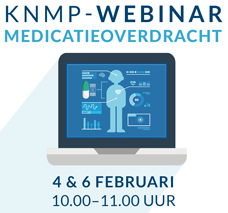 KNMP-WEBINAR
MEDICATIEOVERDRACHT
4 & 6 FEBRUARI
10.00–11.00 UUR